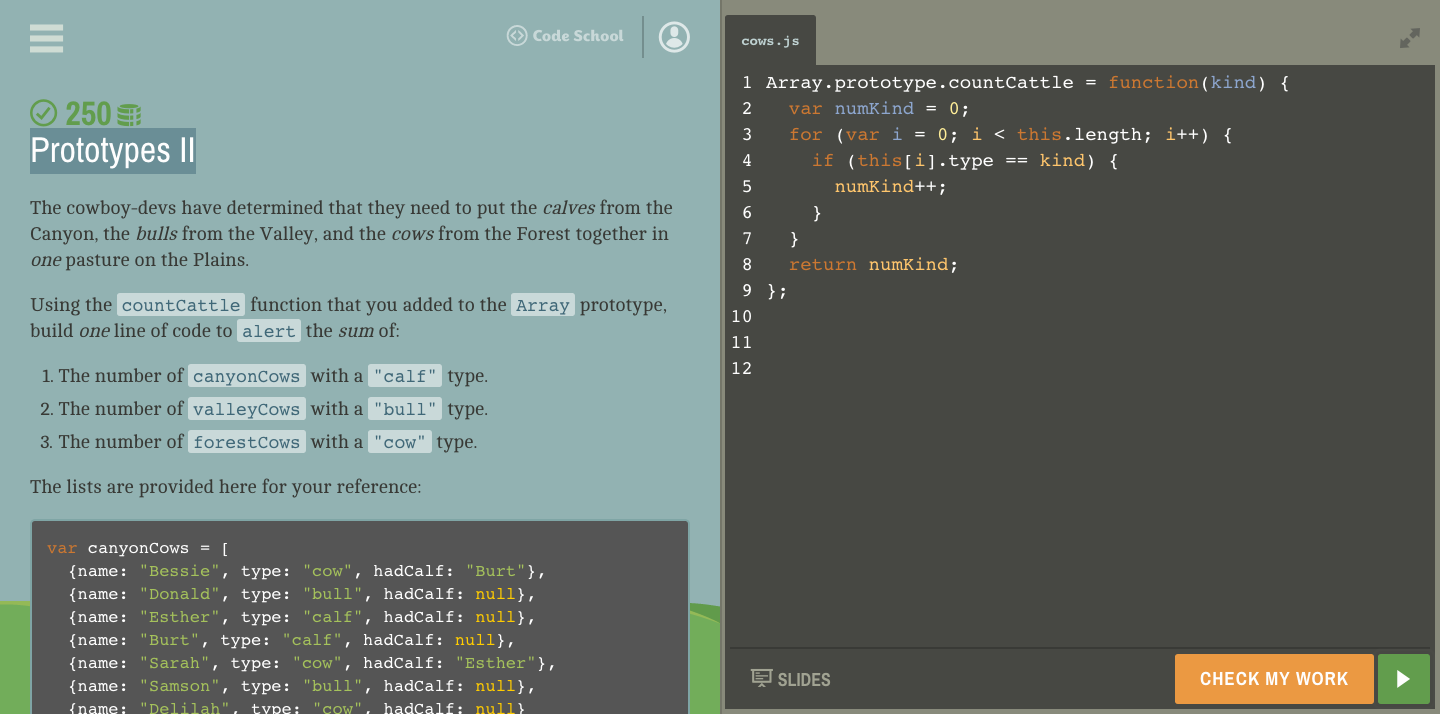 Code School
250
Prototypes II
The cowboy-devs have determined that they need to put the calves from the
Canyon, the bulls from the Valley, and the cows from the Forest together in
one pasture on the Plains.
Using the countCattle function that you added to the Array prototype,
build one line of code to alert the sum of:
1. The number of canyonCows with a "calf" type.
2. The number of valleyCows with a "bull" type.
3. The number of forestCows with a "cow" type.
The lists are provided here for your reference:
var canyonCows = [
  {name: "Bessie", type: "cow", hadCalf: "Burt"},
  {name: "Donald", type: "bull", hadCalf: null},
  {name: "Esther", type: "calf", hadCalf: null},
  {name: "Burt", type: "calf", hadCalf: null},
  {name: "Sarah", type: "cow", hadCalf: "Esther"},
  {name: "Samson", type: "bull", hadCalf: null},
  {name: "Delilah", type: "cow", hadCalf: null}
cows.js
1 Array.prototype.countCattle = function(kind) {
2   var numKind = 0;
3   for (var i = 0; i < this.length; i++) {
4     if (this[i].type == kind) {
5       numKind++;
6     }
7   }
8   return numKind;
9 };
10
11
12
SLIDES
CHECK MY WORK